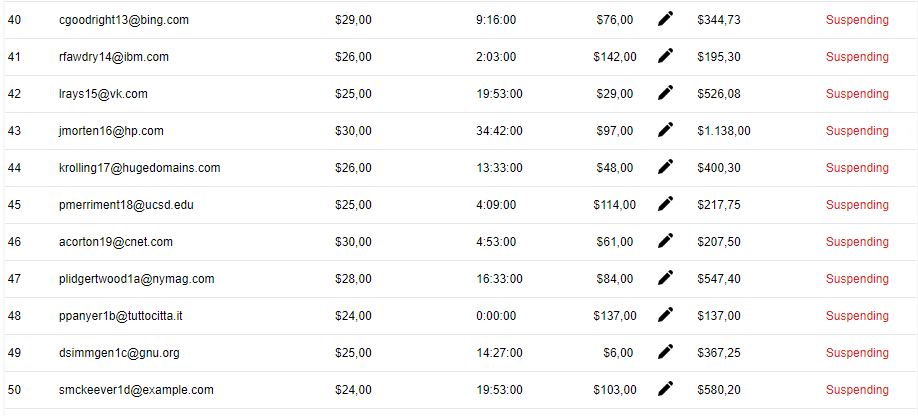 40 cgoodright13@bing.com $29,00 9:16:00 $76,00 $344,73 Suspending
41 rfawdry14@ibm.com $26,00 2:03:00 $142,00 $195,30 Suspending
42 lrays15@vk.com $25,00 19:53:00 $29,00 $526,08 Suspending
43 jmorten16@hp.com $30,00 34:42:00 $97,00 $1.138,00 Suspending
44 krolling17@hugedomains.com $26,00 13:33:00 $48,00 $400,30 Suspending
45 pmerriment18@ucsd.edu $25,00 4:09:00 $114,00 $217,75 Suspending
46 acorton19@cnet.com $30,00 4:53:00 $61,00 $207,50 Suspending
47 plidgertwood1a@nymag.com $28,00 16:33:00 $84,00 $547,40 Suspending
48 ppanyer1b@tuttocitta.it $24,00 0:00:00 $137,00 $137,00 Suspending
49 dsimmgen1c@gnu.org $25,00 14:27:00 $6,00 $367,25 Suspending
50 smckeever1d@example.com $24,00 19:53:00 $103,00 $580,20 Suspending